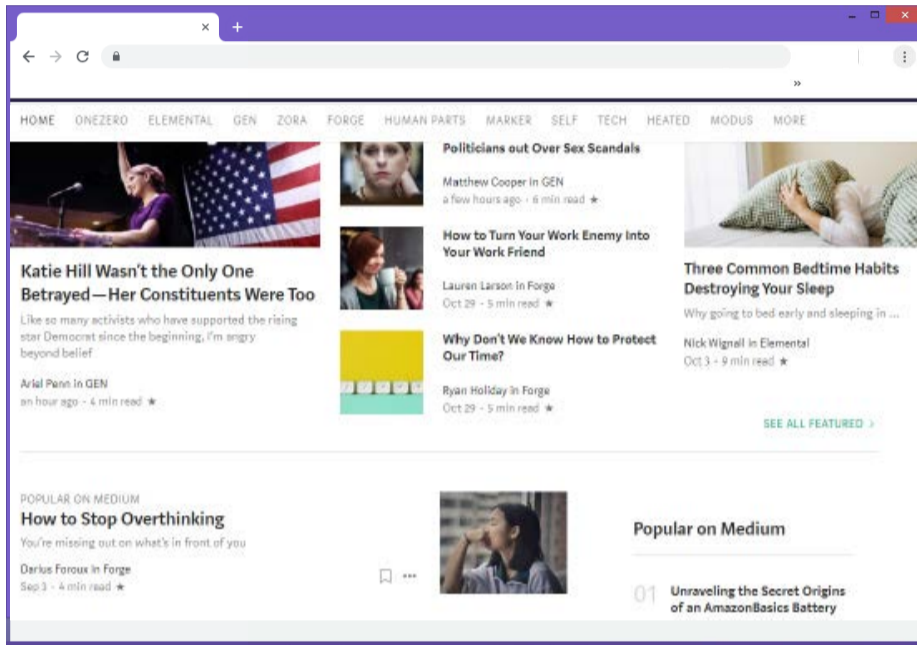 HOME ONEZERO ELEMENTAL GEN ZORA FORGE HUMAN PARTS MARKER SELF TECH HEATED MODUS MORE
Katie Hill Wasn't the Only One
Betrayed—Her Constituents Were Too
Like so many activists who have supported the rising
star Democrat since the beginning, I'm angry
beyond belief
Ariel Penn in GEN
an hour ago - 4 min read ★
Politicians out Over Sex Scandals
Matthew Cooper in GEN
a few hours ago - 6 min read ★
How to Turn Your Work Enemy Into
Your Work Friend
Lauren Larson in Forge
Oct 29 - 5 min read ★
Why Don't We Know How to Protect
Our Time?
Ryan Holiday in Forge
Oct 29 - 5 min read ★
Three Common Bedtime Habits
Destroying Your Sleep
Why going to bed early and sleeping in ...
Nick Wignall in Elemental
Oct 3 - 9 min read ★
SEE ALL FEATURED >
POPULAR ON MEDIUM
How to Stop Overthinking
You're missing out on what's in front of you
Darius Foroux in Forge
Sep 3 - 4 min read ★
Popular on Medium
01 Unraveling the Secret Origins
of an AmazonBasics Battery